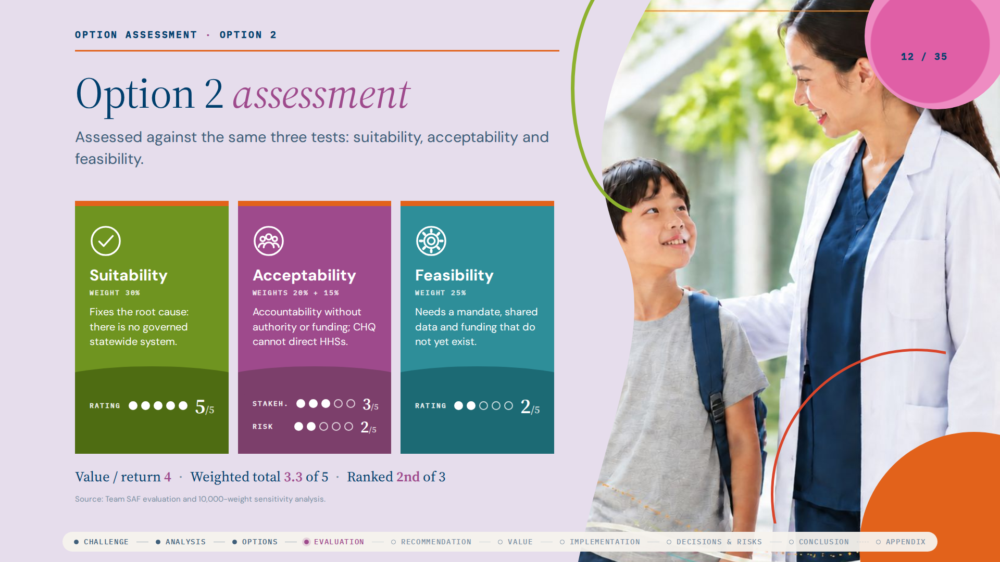 OPTION ASSESSMENT · OPTION 2
12 / 35
Option 2 assessment
Assessed against the same three tests: suitability, acceptability and
feasibility.
Suitability
WEIGHT 30%
Fixes the root cause:
there is no governed
statewide system.
RATING 5/5
Acceptability
WEIGHTS 20% + 15%
Accountability without
authority or funding; CHQ
cannot direct HHSs.
STAKEH. 3/5
RISK 2/5
Feasibility
WEIGHT 25%
Needs a mandate, shared
data and funding that do
not yet exist.
RATING 2/5
Value / return 4 · Weighted total 3.3 of 5 · Ranked 2nd of 3
Source: Team SAF evaluation and 10,000-weight sensitivity analysis.
CHALLENGE ANALYSIS OPTIONS EVALUATION RECOMMENDATION VALUE IMPLEMENTATION DECISIONS & RISKS CONCLUSION APPENDIX